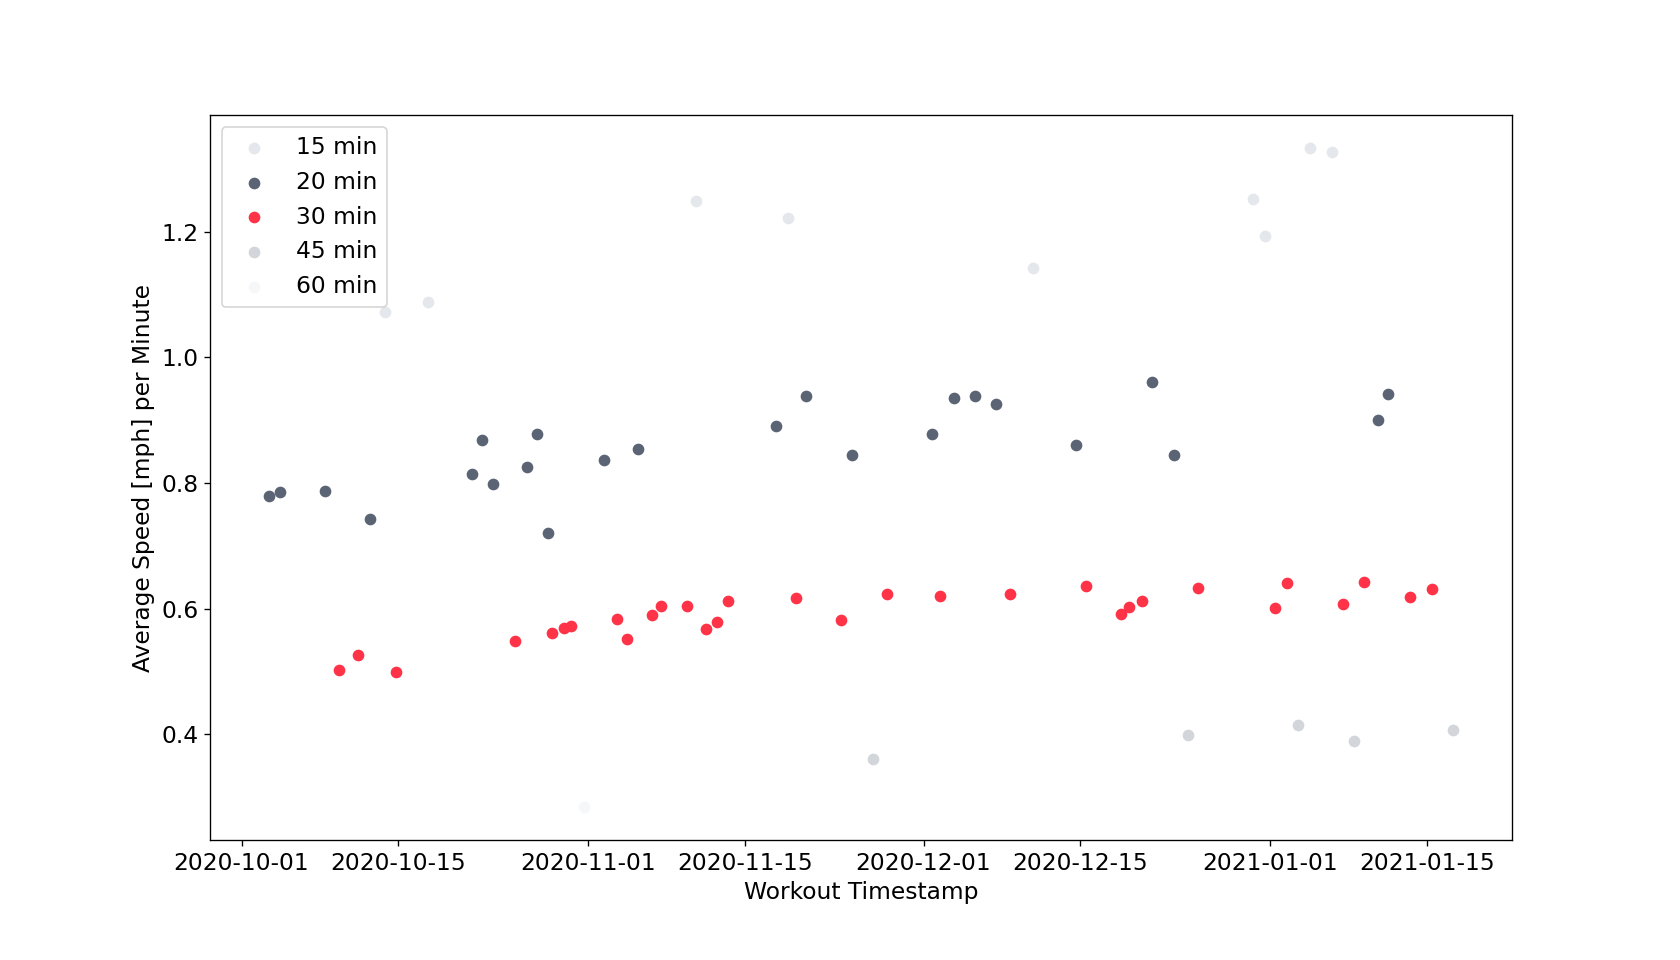 15 min
20 min
30 min
45 min
60 min
1.2
1.0
0.8
0.6
0.4
Average Speed [mph] per Minute
2020-10-01 2020-10-15 2020-11-01 2020-11-15 2020-12-01 2020-12-15 2021-01-01 2021-01-15
Workout Timestamp